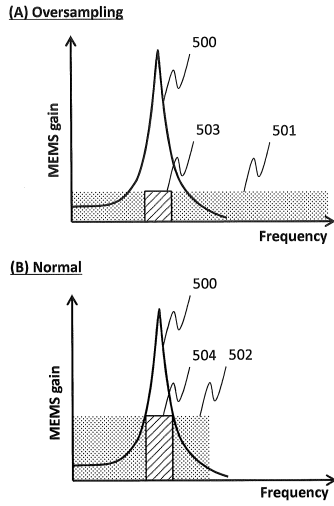 (A) Oversampling
500
503
501
MEMS gain
Frequency
(B) Normal
500
504
502
MEMS gain
Frequency